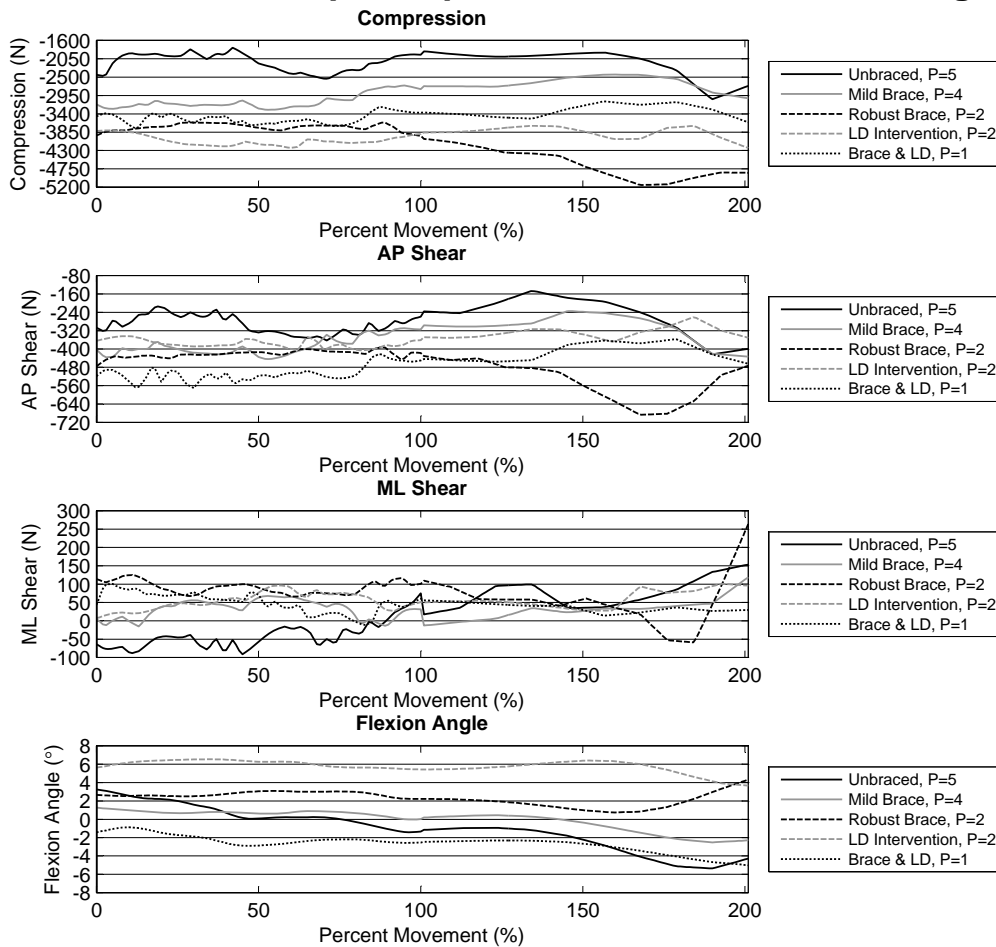 Compression
-1600
-2050
-2500
-2950
-3400
-3850
-4300
-4750
-5200
Compression (N)
0 50 100 150 200
Percent Movement (%)
Unbraced, P=5
Mild Brace, P=4
Robust Brace, P=2
LD Intervention, P=2
Brace & LD, P=1
AP Shear
-80
-160
-240
-320
-400
-480
-560
-640
-720
AP Shear (N)
0 50 100 150 200
Percent Movement (%)
Unbraced, P=5
Mild Brace, P=4
Robust Brace, P=2
LD Intervention, P=2
Brace & LD, P=1
ML Shear
300
250
200
150
100
50
0
-50
-100
ML Shear (N)
0 50 100 150 200
Percent Movement (%)
Unbraced, P=5
Mild Brace, P=4
Robust Brace, P=2
LD Intervention, P=2
Brace & LD, P=1
Flexion Angle
8
6
4
2
0
-2
-4
-6
-8
Flexion Angle (°)
0 50 100 150 200
Percent Movement (%)
Unbraced, P=5
Mild Brace, P=4
Robust Brace, P=2
LD Intervention, P=2
Brace & LD, P=1